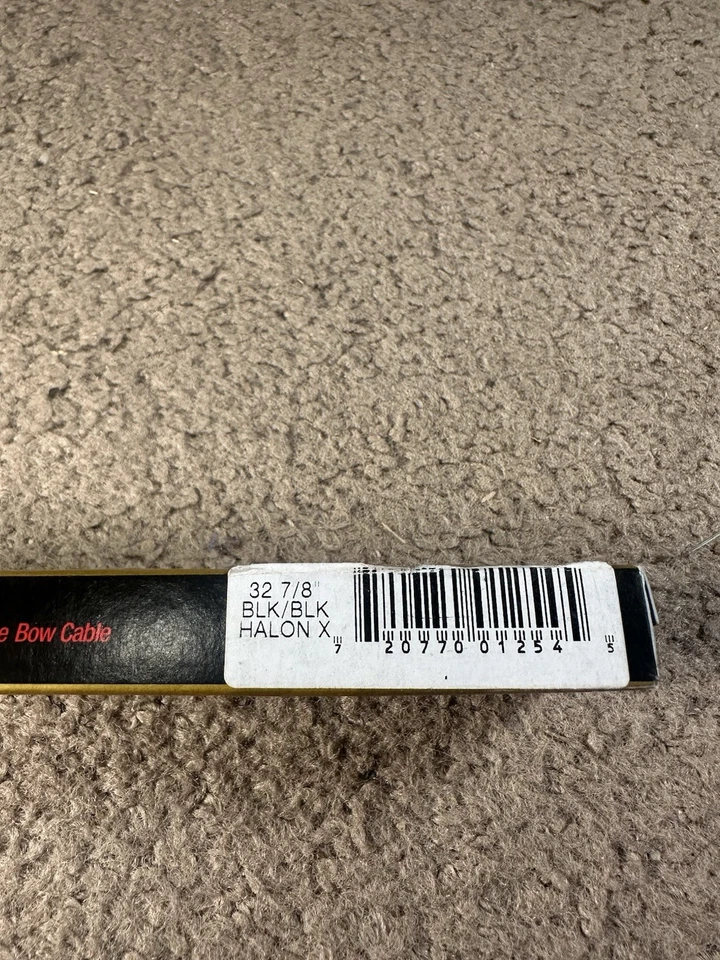 e Bow Cable
32 7/8"
BLK/BLK
HALON X
7 20770 01254 5